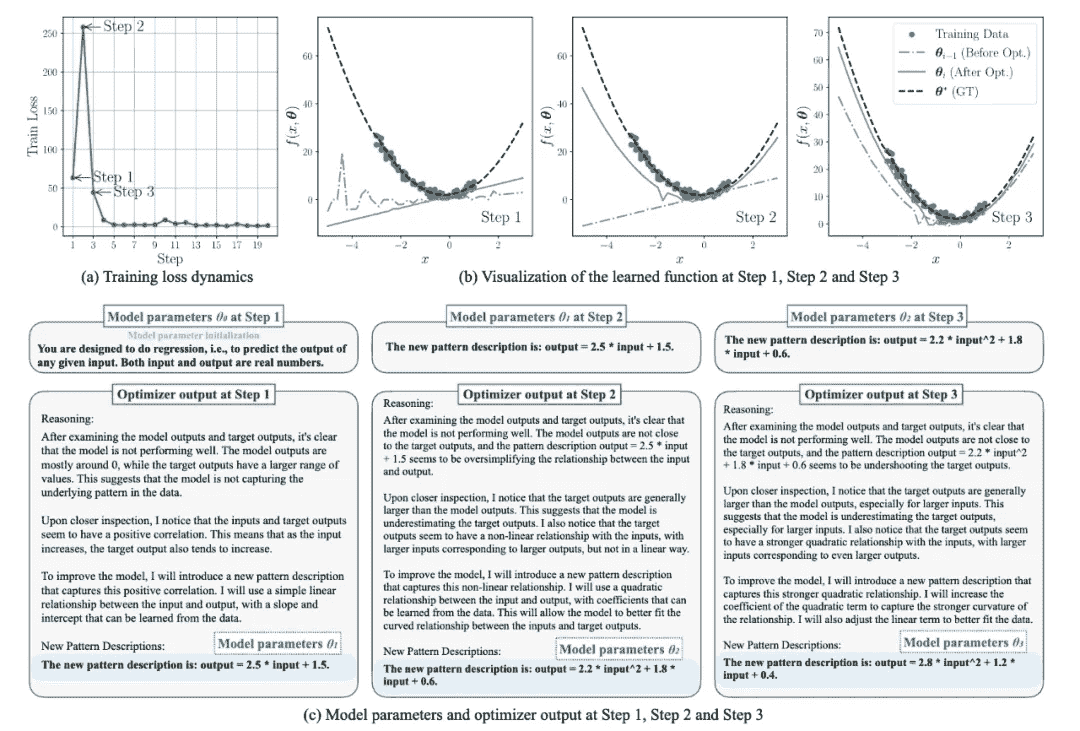 250
200
150
100
50
0
Train Loss
Step 2
Step 1
Step 3
1 3 5 7 9 11 13 15 17 19
Step
(a) Training loss dynamics
60
40
20
0
f(x, θ)
Step 1
−4 −2 0 2
x
60
40
20
0
f(x, θ)
Step 2
−4 −2 0 2
x
70
60
50
40
30
20
10
0
f(x, θ)
Training Data
θᵢ₋₁ (Before Opt.)
θᵢ (After Opt.)
θ* (GT)
Step 3
−4 −2 0 2
x
(b) Visualization of the learned function at Step 1, Step 2 and Step 3
Model parameters θ₀ at Step 1
Model parameter initialization
You are designed to do regression, i.e., to predict the output of
any given input. Both input and output are real numbers.
Model parameters θ₁ at Step 2
The new pattern description is: output = 2.5 * input + 1.5.
Model parameters θ₂ at Step 3
The new pattern description is: output = 2.2 * input^2 + 1.8
* input + 0.6.
Optimizer output at Step 1
Reasoning:
After examining the model outputs and target outputs, it's clear
that the model is not performing well. The model outputs are
mostly around 0, while the target outputs have a larger range of
values. This suggests that the model is not capturing the
underlying pattern in the data.
Upon closer inspection, I notice that the inputs and target outputs
seem to have a positive correlation. This means that as the input
increases, the target output also tends to increase.
To improve the model, I will introduce a new pattern description
that captures this positive correlation. I will use a simple linear
relationship between the input and output, with a slope and
intercept that can be learned from the data.
New Pattern Descriptions:
Model parameters θ₁
The new pattern description is: output = 2.5 * input + 1.5.
Optimizer output at Step 2
Reasoning:
After examining the model outputs and target outputs, it's clear that
the model is not performing well. The model outputs are not close
to the target outputs, and the pattern description output = 2.5 * input
+ 1.5 seems to be oversimplifying the relationship between the input
and output.
Upon closer inspection, I notice that the target outputs are generally
larger than the model outputs. This suggests that the model is
underestimating the target outputs. I also notice that the target
outputs seem to have a non-linear relationship with the inputs, with
larger inputs corresponding to larger outputs, but not in a linear way.
To improve the model, I will introduce a new pattern description
that captures this non-linear relationship. I will use a quadratic
relationship between the input and output, with coefficients that can
be learned from the data. This will allow the model to better fit the
curved relationship between the inputs and target outputs.
New Pattern Descriptions:
Model parameters θ₂
The new pattern description is: output = 2.2 * input^2 + 1.8 *
input + 0.6.
Optimizer output at Step 3
Reasoning:
After examining the model outputs and target outputs, it's clear that
the model is not performing well. The model outputs are not close to
the target outputs, and the pattern description output = 2.2 * input^2
+ 1.8 * input + 0.6 seems to be undershooting the target outputs.
Upon closer inspection, I notice that the target outputs are generally
larger than the model outputs, especially for larger inputs. This
suggests that the model is underestimating the target outputs,
especially for larger inputs. I also notice that the target outputs seem
to have a stronger quadratic relationship with the inputs, with larger
inputs corresponding to even larger outputs.
To improve the model, I will introduce a new pattern description that
captures this stronger quadratic relationship. I will increase the
coefficient of the quadratic term to capture the stronger curvature of
the relationship. I will also adjust the linear term to better fit the data.
New Pattern Descriptions:
Model parameters θ₃
The new pattern description is: output = 2.8 * input^2 + 1.2 *
input + 0.4.
(c) Model parameters and optimizer output at Step 1, Step 2 and Step 3